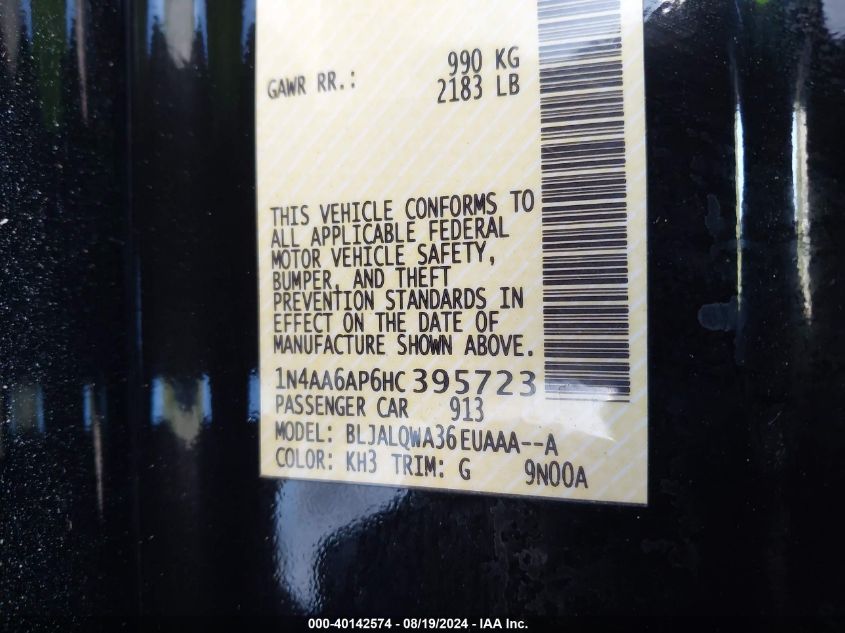 GAWR RR.: 990 KG
2183 LB
THIS VEHICLE CONFORMS TO
ALL APPLICABLE FEDERAL
MOTOR VEHICLE SAFETY,
BUMPER, AND THEFT
PREVENTION STANDARDS IN
EFFECT ON THE DATE OF
MANUFACTURE SHOWN ABOVE.
1N4AA6AP6HC395723
PASSENGER CAR 913
MODEL: BLJALQWA36EUAAA--A
COLOR: KH3 TRIM: G 9N00A
000-40142574 - 08/19/2024 - IAA Inc.